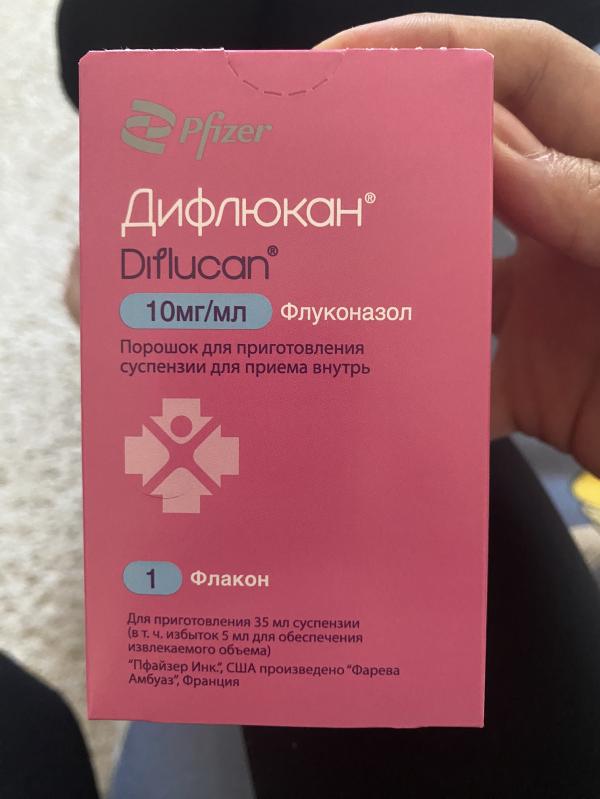 Pfizer
Дифлюкан®
Diflucan®
10мг/мл Флуконазол
Порошок для приготовления
суспензии для приема внутрь
1 Флакон
Для приготовления 35 мл суспензии
(в т. ч. избыток 5 мл для обеспечения
извлекаемого объема)
"Пфайзер Инк.", США произведено "Фарева
Амбуаз", Франция